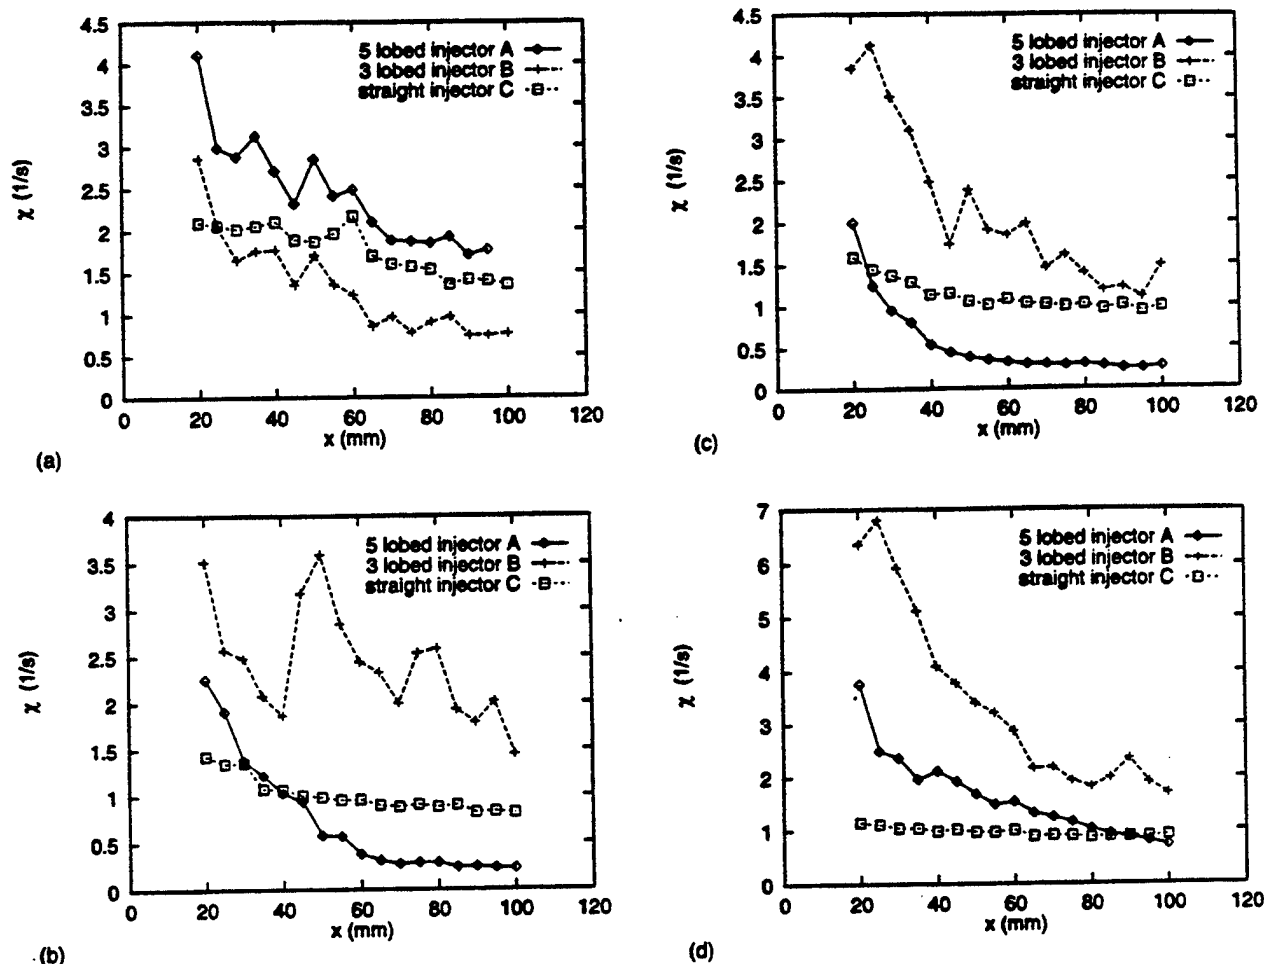 4.5
4
3.5
3
2.5
2
1.5
1
0.5
0
χ (1/s)
5 lobed injector A
3 lobed injector B
straight injector C
0 20 40 60 80 100 120
x (mm)
(a)
4.5
4
3.5
3
2.5
2
1.5
1
0.5
0
χ (1/s)
5 lobed injector A
3 lobed injector B
straight injector C
0 20 40 60 80 100 120
x (mm)
(c)
4
3.5
3
2.5
2
1.5
1
0.5
0
χ (1/s)
5 lobed injector A
3 lobed injector B
straight injector C
0 20 40 60 80 100 120
x (mm)
(b)
7
6
5
4
3
2
1
0
χ (1/s)
5 lobed injector A
3 lobed injector B
straight injector C
0 20 40 60 80 100 120
x (mm)
(d)